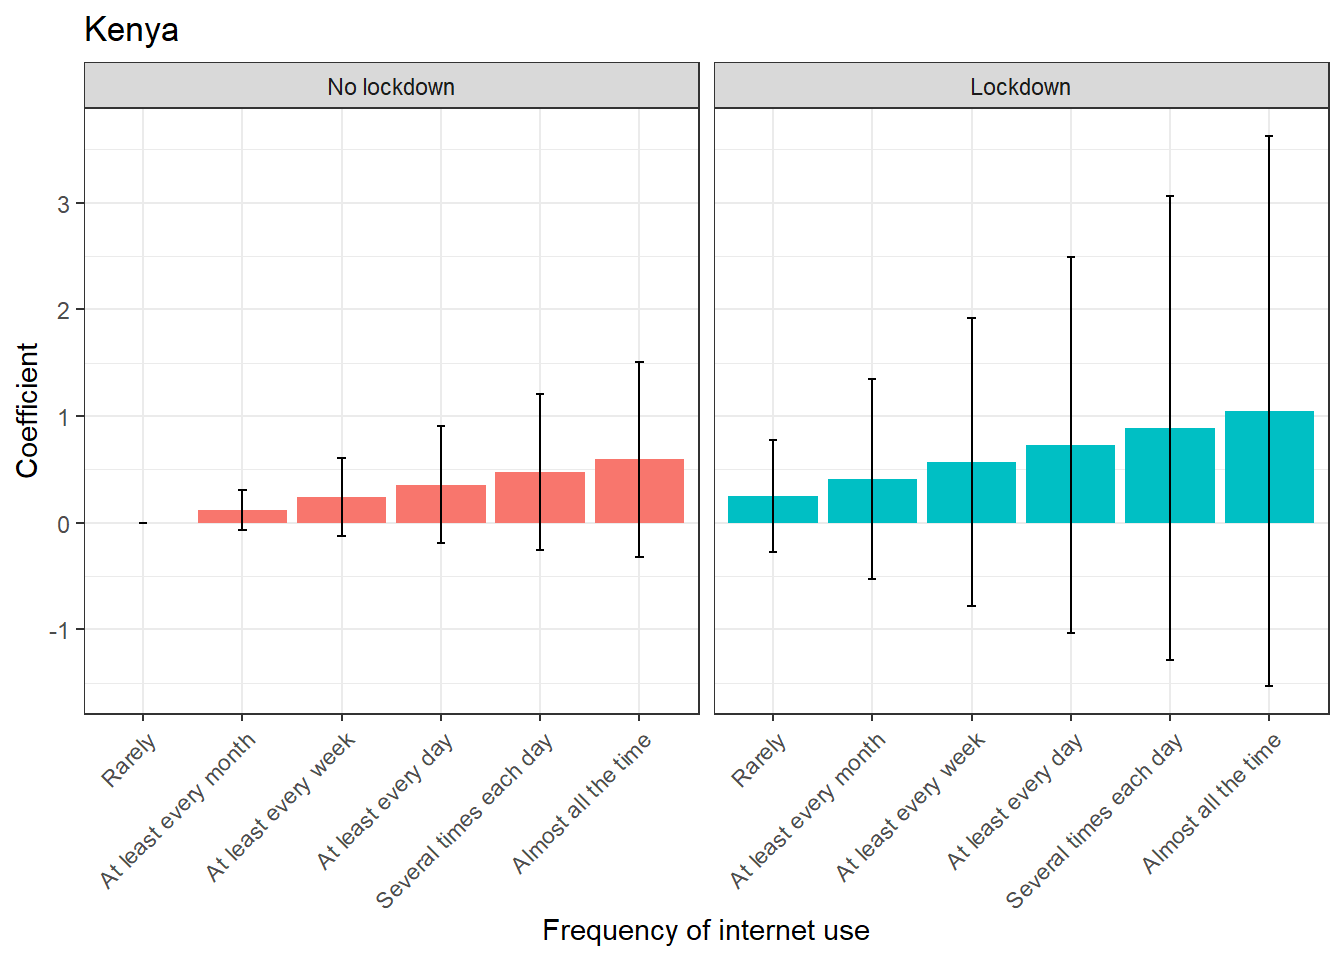 Kenya
No lockdown
Lockdown
Coefficient
3
2
1
0
-1
Rarely
At least every month
At least every week
At least every day
Several times each day
Almost all the time
Rarely
At least every month
At least every week
At least every day
Several times each day
Almost all the time
Frequency of internet use